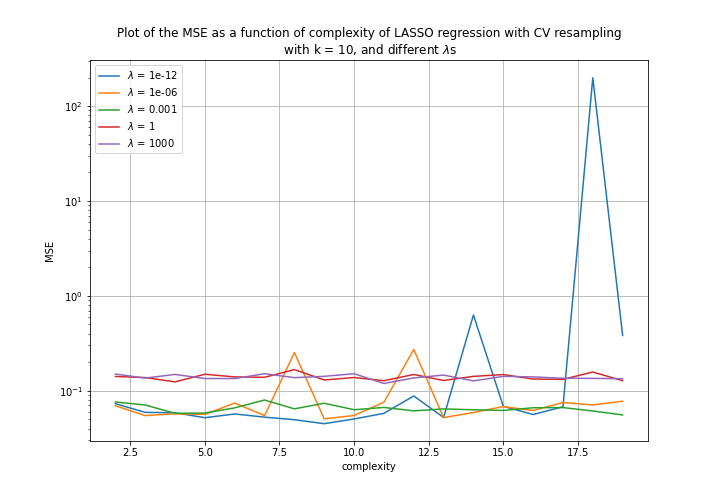 Plot of the MSE as a function of complexity of LASSO regression with CV resampling
with k = 10, and different λs
λ = 1e-12
λ = 1e-06
λ = 0.001
λ = 1
λ = 1000
MSE
10²
10¹
10⁰
10⁻¹
2.5 5.0 7.5 10.0 12.5 15.0 17.5
complexity